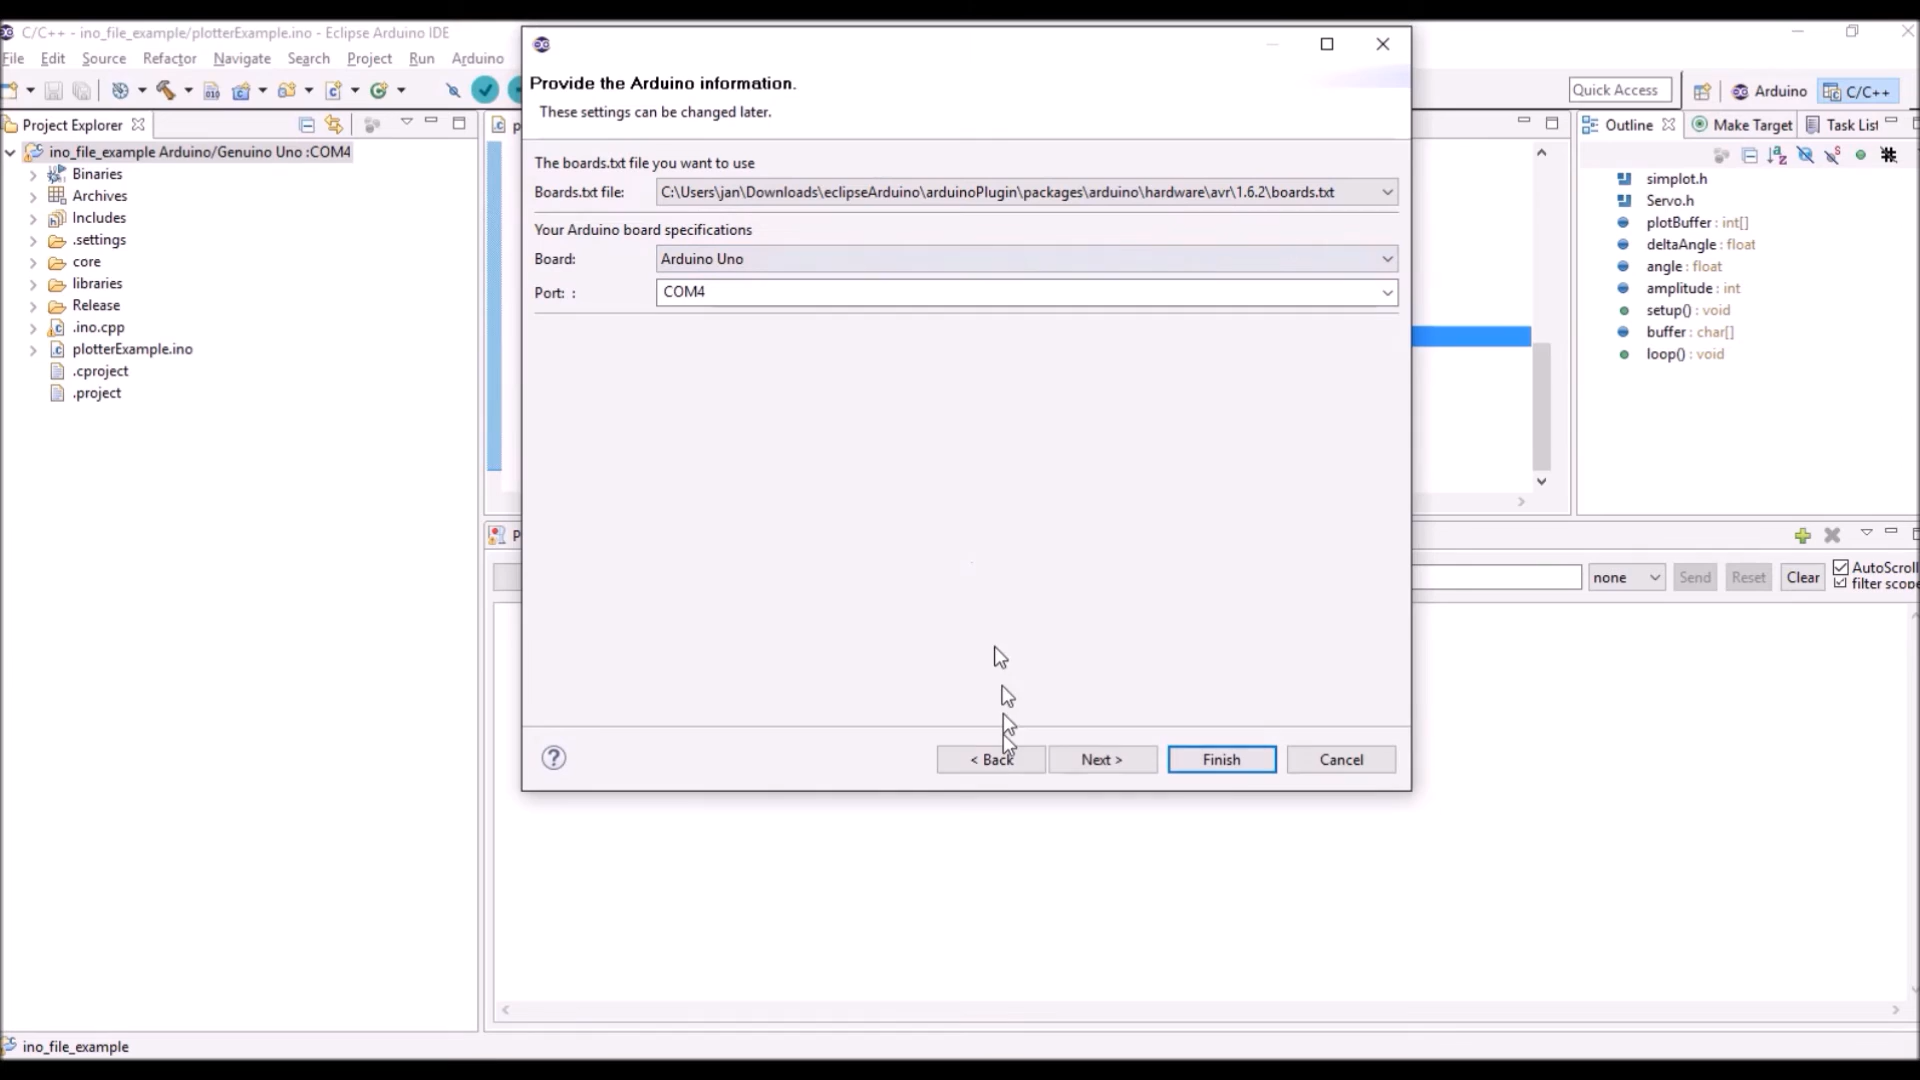 C/C++ - ino_file_example/plotterExample.ino - Eclipse Arduino IDE
File Edit Source Refactor Navigate Search Project Run Arduino
Quick Access
Arduino
C/C++
Project Explorer
ino_file_example Arduino/Genuino Uno :COM4
Binaries
Archives
Includes
.settings
core
libraries
Release
.ino.cpp
plotterExample.ino
.cproject
.project
Provide the Arduino information.
These settings can be changed later.
The boards.txt file you want to use
Boards.txt file: C:\Users\jan\Downloads\eclipseArduino\arduinoPlugin\packages\arduino\hardware\avr\1.6.2\boards.txt
Your Arduino board specifications
Board: Arduino Uno
Port: : COM4
< Back
Next >
Finish
Cancel
Outline
Make Target
Task List
simplot.h
Servo.h
plotBuffer : int[]
deltaAngle : float
angle : float
amplitude : int
setup() : void
buffer : char[]
loop() : void
none
Send
Reset
Clear
AutoScroll
filter scope
ino_file_example